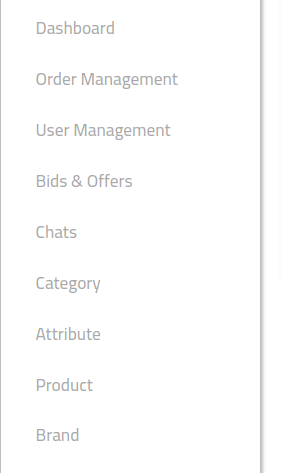 Dashboard
Order Management
User Management
Bids & Offers
Chats
Category
Attribute
Product
Brand